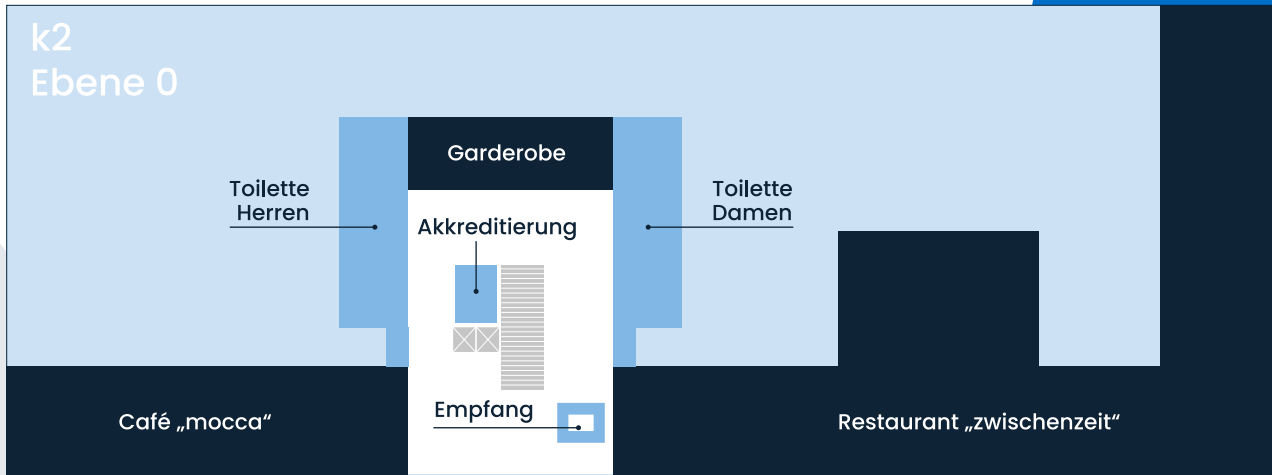 k2
Ebene 0
Garderobe
Toilette
Herren
Toilette
Damen
Akkreditierung
Empfang
Café „mocca“
Restaurant „zwischenzeit“